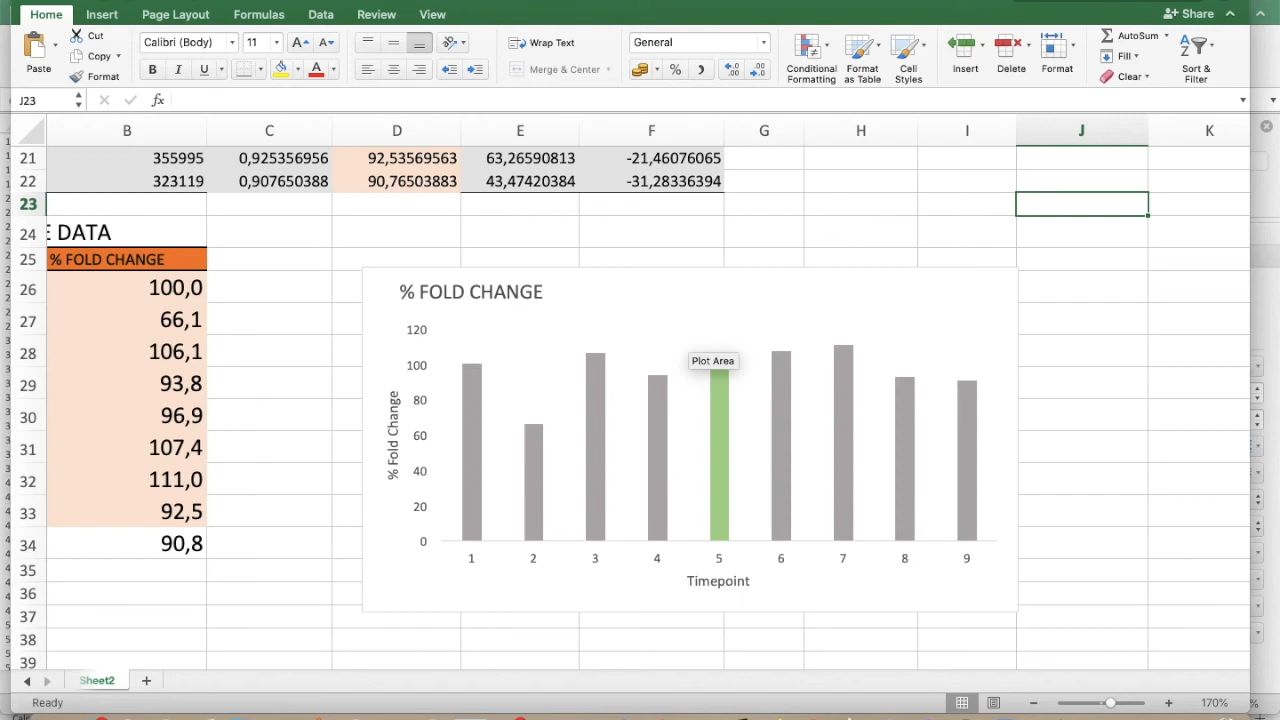 Home Insert Page Layout Formulas Data Review View Share
Cut Calibri (Body) 11 Wrap Text General AutoSum
Copy Fill
Paste Format Merge & Center Conditional Formatting Format as Table Cell Styles Insert Delete Format Clear Sort & Filter
J23 fx
B C D E F G H I J K
21 355995 0,925356956 92,53569563 63,26590813 -21,46076065
22 323119 0,907650388 90,76503883 43,47420384 -31,28336394
23
24 E DATA
25 % FOLD CHANGE
26 100,0
27 66,1
28 106,1
29 93,8
30 96,9
31 107,4
32 111,0
33 92,5
34 90,8
35
36
37
38
39
% FOLD CHANGE
120
100
80
60
40
20
0
% Fold Change
Plot Area
1 2 3 4 5 6 7 8 9
Timepoint
Sheet2 +
Ready 170%